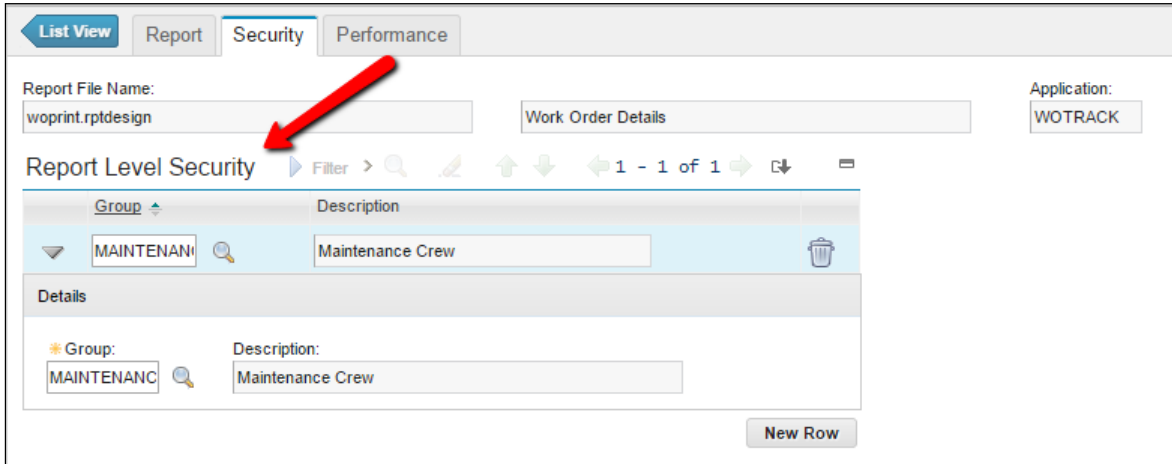 List View Report Security Performance
Report File Name: Application:
woprint.rptdesign Work Order Details WOTRACK
Report Level Security Filter > 1 - 1 of 1
Group Description
MAINTENAN Maintenance Crew
Details
Group: Description:
MAINTENANC Maintenance Crew
New Row